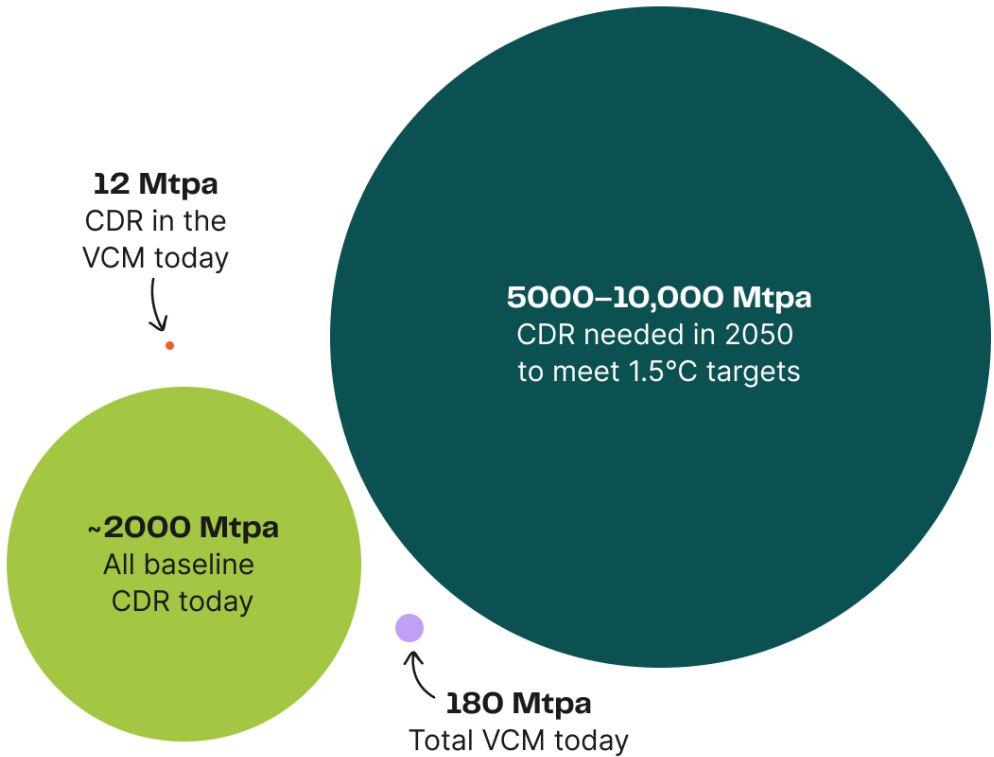 12 Mtpa
CDR in the
VCM today
5000–10,000 Mtpa
CDR needed in 2050
to meet 1.5°C targets
~2000 Mtpa
All baseline
CDR today
180 Mtpa
Total VCM today